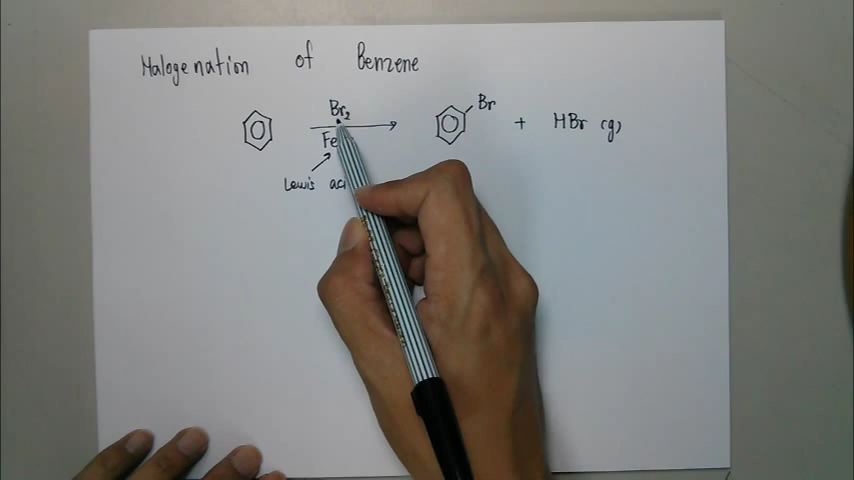 Halogenation of Benzene
Br₂
Fe
Br
+ HBr (g)
Lewis